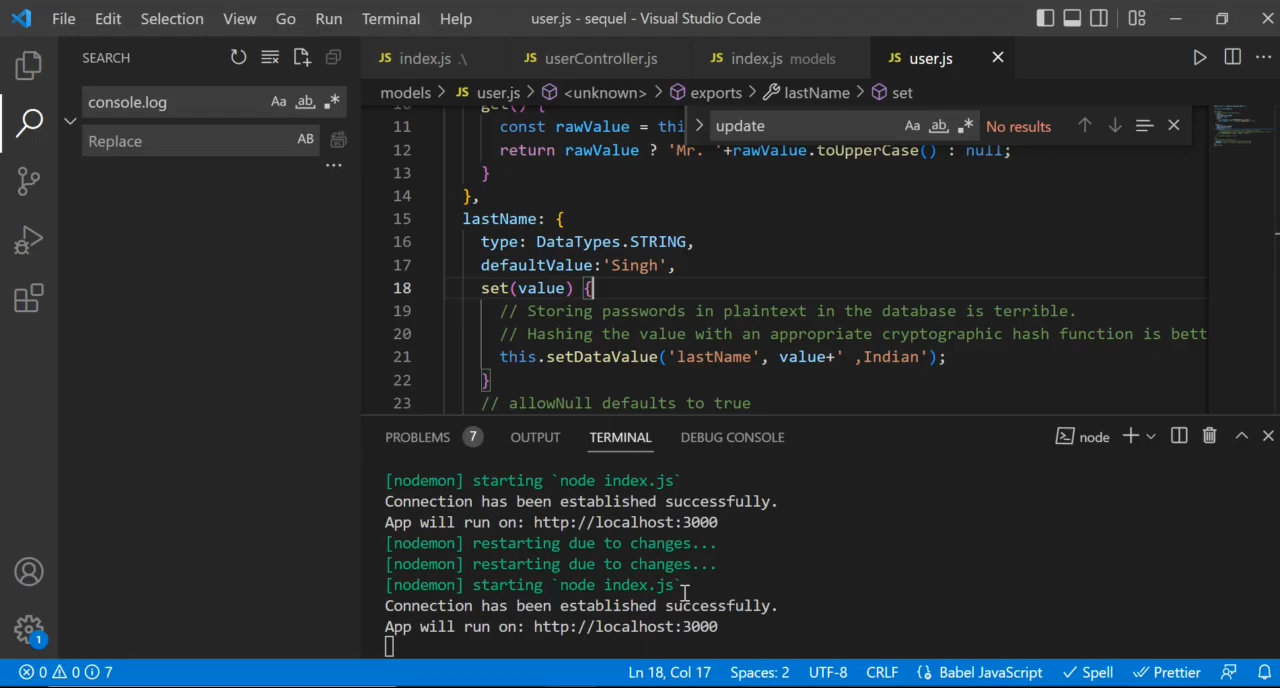 File Edit Selection View Go Run Terminal Help user.js - sequel - Visual Studio Code
SEARCH
console.log Aa ab
Replace AB
JS index.js .\ JS userController.js JS index.js models JS user.js
models > JS user.js > <unknown> > exports > lastName > set
update Aa ab No results
10 get() {
11 const rawValue = thi
12 return rawValue ? 'Mr. '+rawValue.toUpperCase() : null;
13 }
14 },
15 lastName: {
16 type: DataTypes.STRING,
17 defaultValue:'Singh',
18 set(value) {
19 // Storing passwords in plaintext in the database is terrible.
20 // Hashing the value with an appropriate cryptographic hash function is bett
21 this.setDataValue('lastName', value+' ,Indian');
22 }
23 // allowNull defaults to true
PROBLEMS 7 OUTPUT TERMINAL DEBUG CONSOLE node
[nodemon] starting `node index.js`
Connection has been established successfully.
App will run on: http://localhost:3000
[nodemon] restarting due to changes...
[nodemon] restarting due to changes...
[nodemon] starting `node index.js`
Connection has been established successfully.
App will run on: http://localhost:3000
1
0 0 7 Ln 18, Col 17 Spaces: 2 UTF-8 CRLF {} Babel JavaScript Spell Prettier